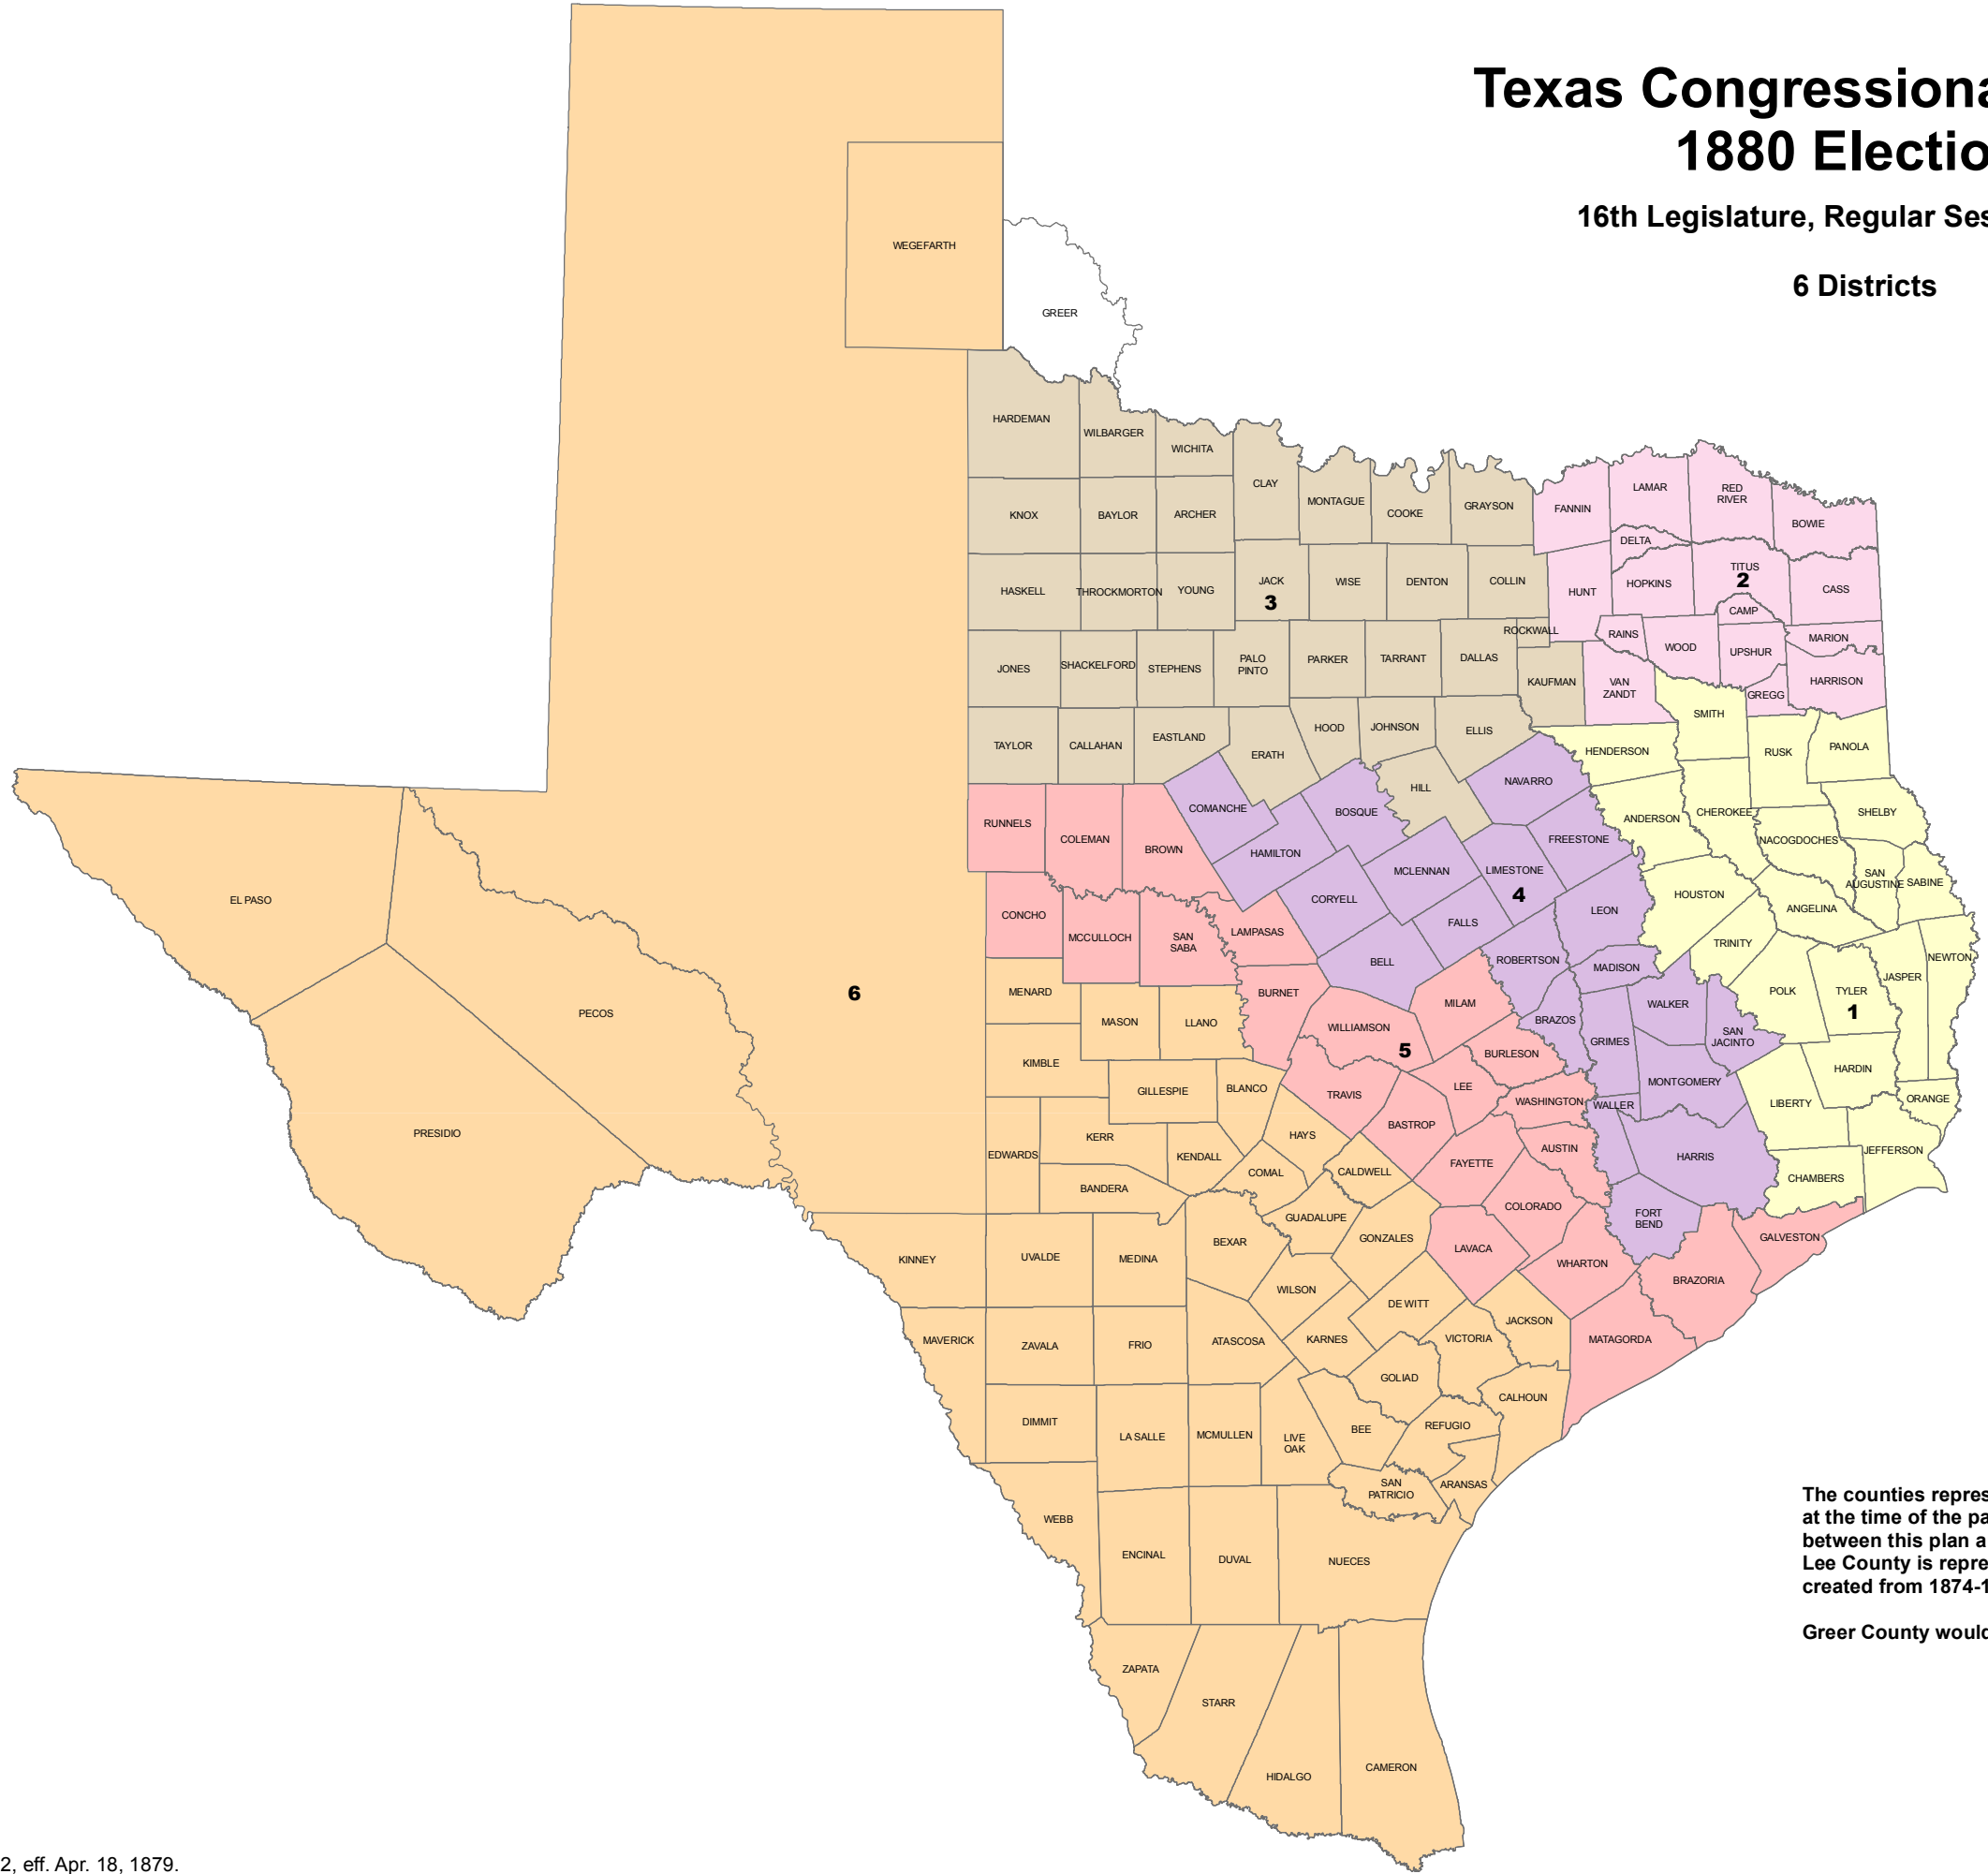 Texas Congressiona
1880 Electio
16th Legislature, Regular Ses
6 Districts
WEGEFARTH
GREER
HARDEMAN
WILBARGER
WICHITA
CLAY
MONTAGUE
COOKE
GRAYSON
FANNIN
LAMAR
RED
RIVER
BOWIE
KNOX
BAYLOR
ARCHER
DELTA
TITUS
2
HASKELL
THROCKMORTON
YOUNG
JACK
3
WISE
DENTON
COLLIN
HUNT
HOPKINS
CAMP
CASS
ROCKWALL
RAINS
WOOD
UPSHUR
MARION
JONES
SHACKELFORD
STEPHENS
PALO
PINTO
PARKER
TARRANT
DALLAS
KAUFMAN
VAN
ZANDT
GREGG
HARRISON
TAYLOR
CALLAHAN
EASTLAND
ERATH
HOOD
JOHNSON
ELLIS
HENDERSON
SMITH
RUSK
PANOLA
RUNNELS
COLEMAN
BROWN
COMANCHE
BOSQUE
HILL
NAVARRO
ANDERSON
CHEROKEE
SHELBY
HAMILTON
MCLENNAN
LIMESTONE
4
FREESTONE
NACOGDOCHES
EL PASO
CONCHO
MCCULLOCH
SAN
SABA
LAMPASAS
CORYELL
FALLS
LEON
HOUSTON
ANGELINA
SAN
AUGUSTINE
SABINE
BELL
ROBERTSON
MADISON
TRINITY
NEWTON
6
PECOS
MENARD
MASON
LLANO
BURNET
WILLIAMSON
5
MILAM
BRAZOS
WALKER
SAN
JACINTO
POLK
TYLER
1
JASPER
KIMBLE
GILLESPIE
BLANCO
TRAVIS
LEE
BURLESON
GRIMES
MONTGOMERY
HARDIN
PRESIDIO
EDWARDS
KERR
KENDALL
HAYS
BASTROP
WASHINGTON
WALLER
LIBERTY
ORANGE
BANDERA
COMAL
CALDWELL
FAYETTE
AUSTIN
HARRIS
CHAMBERS
JEFFERSON
KINNEY
UVALDE
MEDINA
BEXAR
GUADALUPE
GONZALES
LAVACA
COLORADO
FORT
BEND
GALVESTON
WILSON
DE WITT
WHARTON
BRAZORIA
MAVERICK
ZAVALA
FRIO
ATASCOSA
KARNES
VICTORIA
JACKSON
MATAGORDA
GOLIAD
CALHOUN
DIMMIT
LA SALLE
MCMULLEN
LIVE
OAK
BEE
REFUGIO
SAN
PATRICIO
ARANSAS
WEBB
ENCINAL
DUVAL
NUECES
ZAPATA
STARR
HIDALGO
CAMERON
The counties repres
at the time of the pa
between this plan a
Lee County is repre
created from 1874-1
Greer County would
2, eff. Apr. 18, 1879.